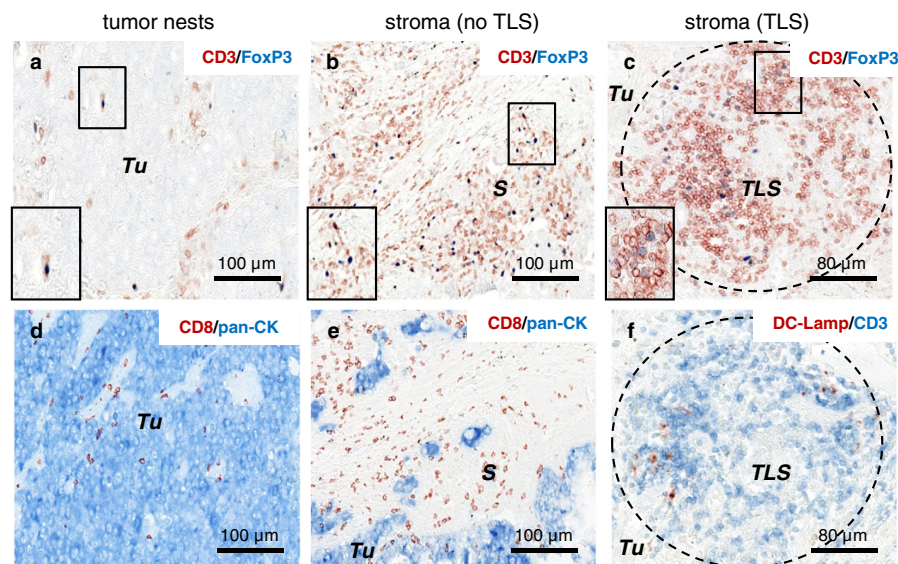 tumor nests
stroma (no TLS)
stroma (TLS)
a
CD3/FoxP3
Tu
100 µm
b
CD3/FoxP3
S
100 µm
c
CD3/FoxP3
Tu
TLS
80 µm
d
CD8/pan-CK
Tu
100 µm
e
CD8/pan-CK
S
Tu
100 µm
f
DC-Lamp/CD3
TLS
Tu
80 µm